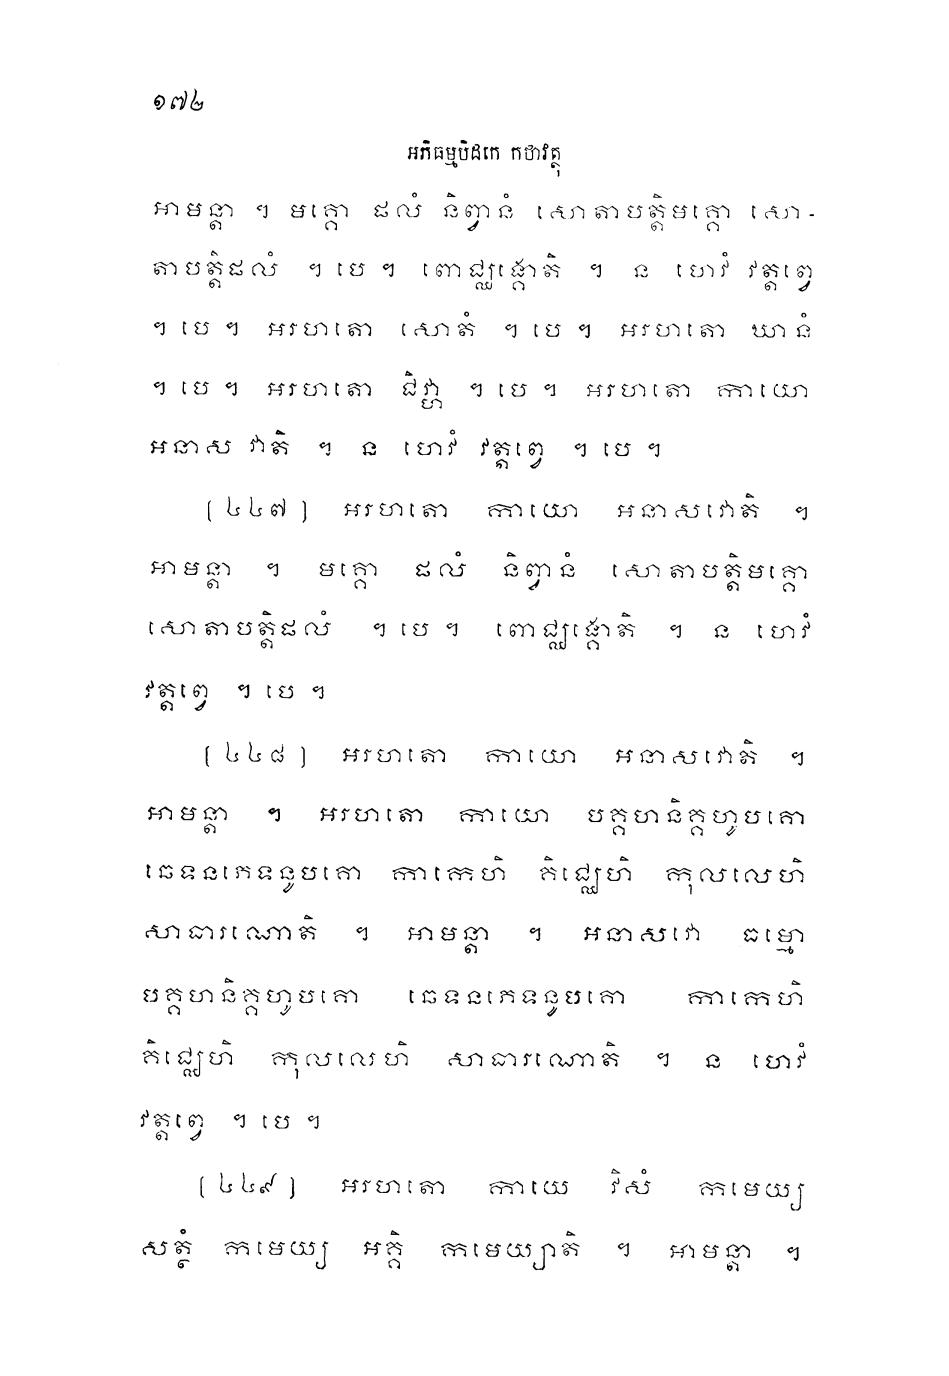 ១៧៤
អភិធម្មបិដកេ កថាវត្ថុ
អាមន្តា ។ មគ្គោ ផលំ និព្វានំ សោតាបត្តិមគ្គោ សោ-
តាបត្តិផលំ ។ បេ ។ ពោជ្ឈង្គោតិ ។ ន ហេវំ វត្តព្វេ
។ បេ ។ អរហតោ សោតំ ។ បេ ។ អរហតោ ឃានំ
។ បេ ។ អរហតោ ជិវ្ហា ។ បេ ។ អរហតោ កាយោ
អនាស វាតិ ។ ន ហេវំ វត្តព្វេ ។ បេ ។
(៤៤៧) អរហតោ កាយោ អនាសវោតិ ។
អាមន្តា ។ មគ្គោ ផលំ និព្វានំ សោតាបត្តិមគ្គោ
សោតាបត្តិផលំ ។ បេ ។ ពោជ្ឈង្គោតិ ។ ន ហេវំ
វត្តព្វេ ។ បេ ។
(៤៤៨) អរហតោ កាយោ អនាសវោតិ ។
អាមន្តា ។ អរហតោ កាយោ បគ្គហនិគ្គហូបគោ
ឆេទនភេទនូបគោ កាកេហិ គិជ្ឈេហិ កុលលេហិ
សាធារណោតិ ។ អាមន្តា ។ អនាសវោ ធម្មោ
បគ្គហនិគ្គហូបគោ ឆេទនភេទនូបគោ កាកេហិ
គិជ្ឈេហិ កុលលេហិ សាធារណោតិ ។ ន ហេវំ
វត្តព្វេ ។ បេ ។
(៤៤៩) អរហតោ កាយេ វិសំ កមេយ្យ
សត្ថំ កមេយ្យ អគ្គិ កមេយ្យាតិ ។ អាមន្តា ។